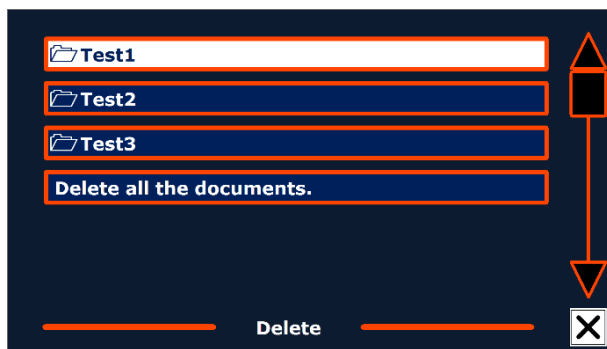 Test1
Test2
Test3
Delete all the documents.
Delete